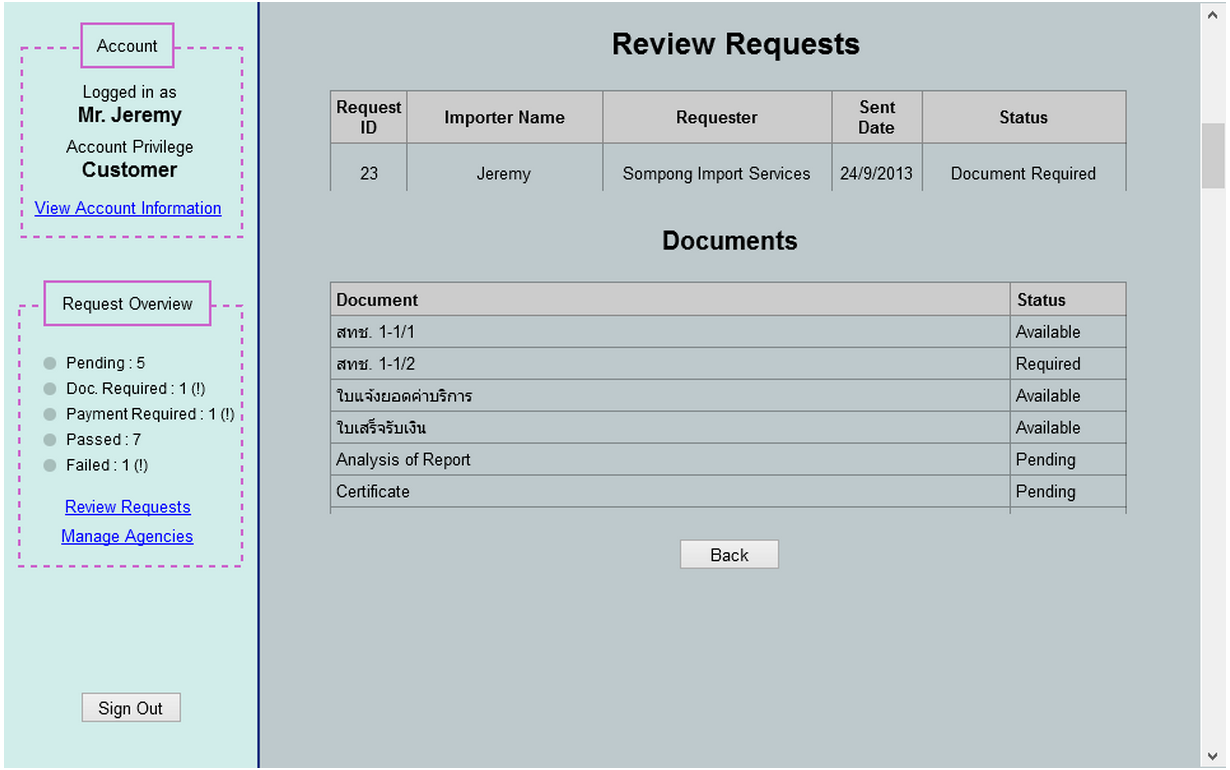 Account
Logged in as
Mr. Jeremy
Account Privilege
Customer
View Account Information
Request Overview
Pending : 5
Doc. Required : 1 (!)
Payment Required : 1 (!)
Passed : 7
Failed : 1 (!)
Review Requests
Manage Agencies
Sign Out
Review Requests
Request ID Importer Name Requester Sent Date Status
23 Jeremy Sompong Import Services 24/9/2013 Document Required
Documents
Document Status
สทช. 1-1/1 Available
สทช. 1-1/2 Required
ใบแจ้งยอดค่าบริการ Available
ใบเสร็จรับเงิน Available
Analysis of Report Pending
Certificate Pending
Back